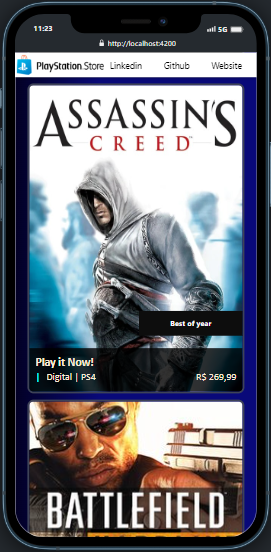 11:23
5G
http://localhost:4200
PlayStation Store Linkedin Github Website
ASSASSIN'S
CREED
Best of year
Play it Now!
| Digital | PS4 R$ 269,99
BATTLEFIELD